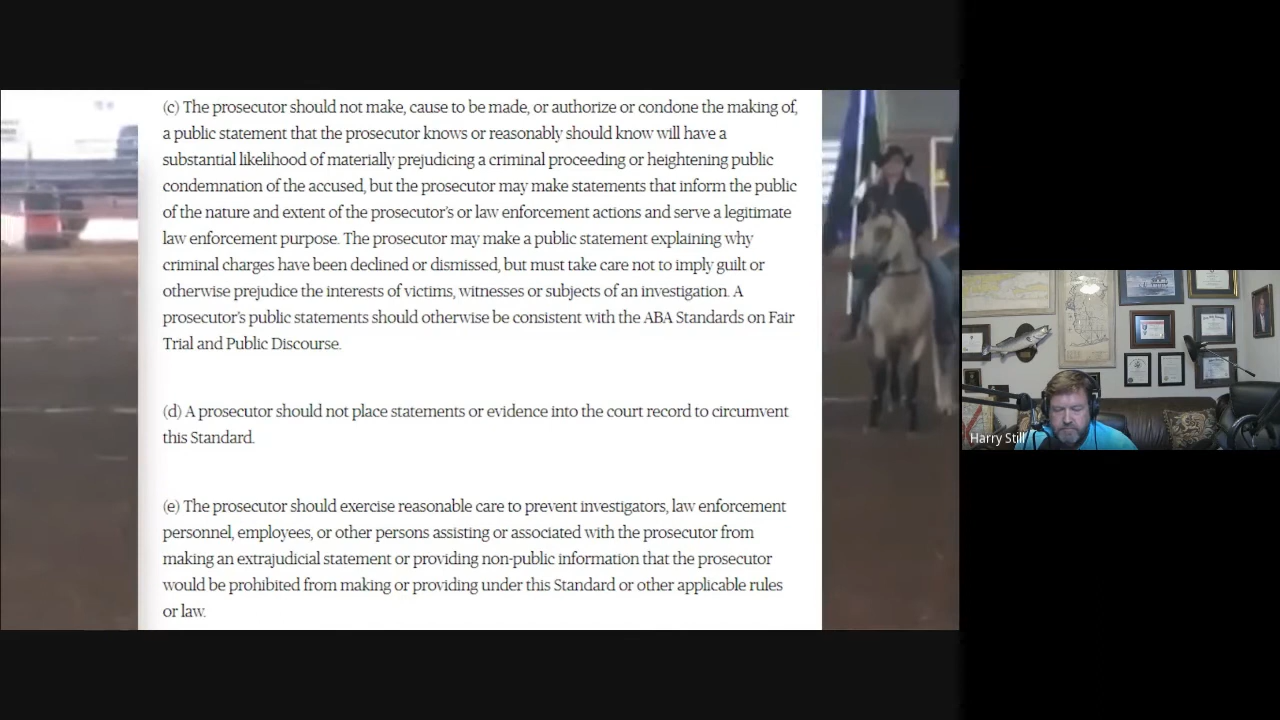 (c) The prosecutor should not make, cause to be made, or authorize or condone the making of,
a public statement that the prosecutor knows or reasonably should know will have a
substantial likelihood of materially prejudicing a criminal proceeding or heightening public
condemnation of the accused, but the prosecutor may make statements that inform the public
of the nature and extent of the prosecutor's or law enforcement actions and serve a legitimate
law enforcement purpose. The prosecutor may make a public statement explaining why
criminal charges have been declined or dismissed, but must take care not to imply guilt or
otherwise prejudice the interests of victims, witnesses or subjects of an investigation. A
prosecutor's public statements should otherwise be consistent with the ABA Standards on Fair
Trial and Public Discourse.
(d) A prosecutor should not place statements or evidence into the court record to circumvent
this Standard.
(e) The prosecutor should exercise reasonable care to prevent investigators, law enforcement
personnel, employees, or other persons assisting or associated with the prosecutor from
making an extrajudicial statement or providing non-public information that the prosecutor
would be prohibited from making or providing under this Standard or other applicable rules
or law.
Harry Still